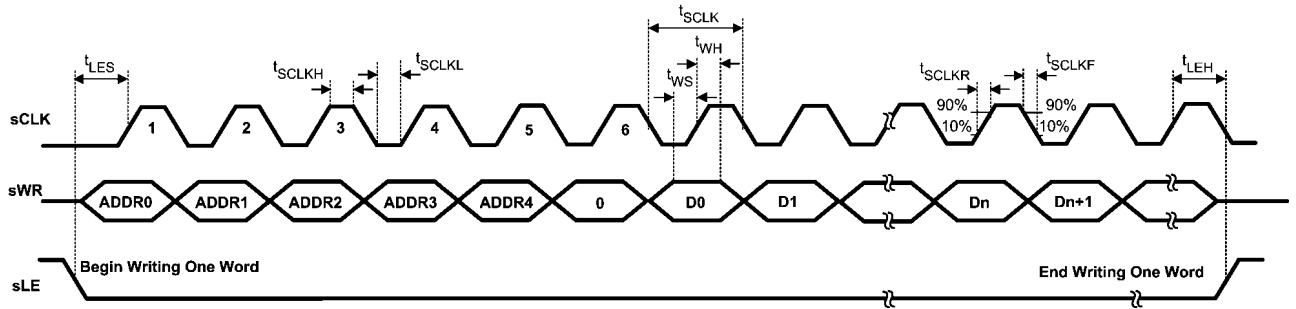 tSCLK
tLES tSCLKH tSCLKL tWH tWS tSCLKR tSCLKF tLEH
90% 90%
sCLK 1 2 3 4 5 6 10% 10%
sWR ADDR0 ADDR1 ADDR2 ADDR3 ADDR4 0 D0 D1 Dn Dn+1
Begin Writing One Word End Writing One Word
sLE